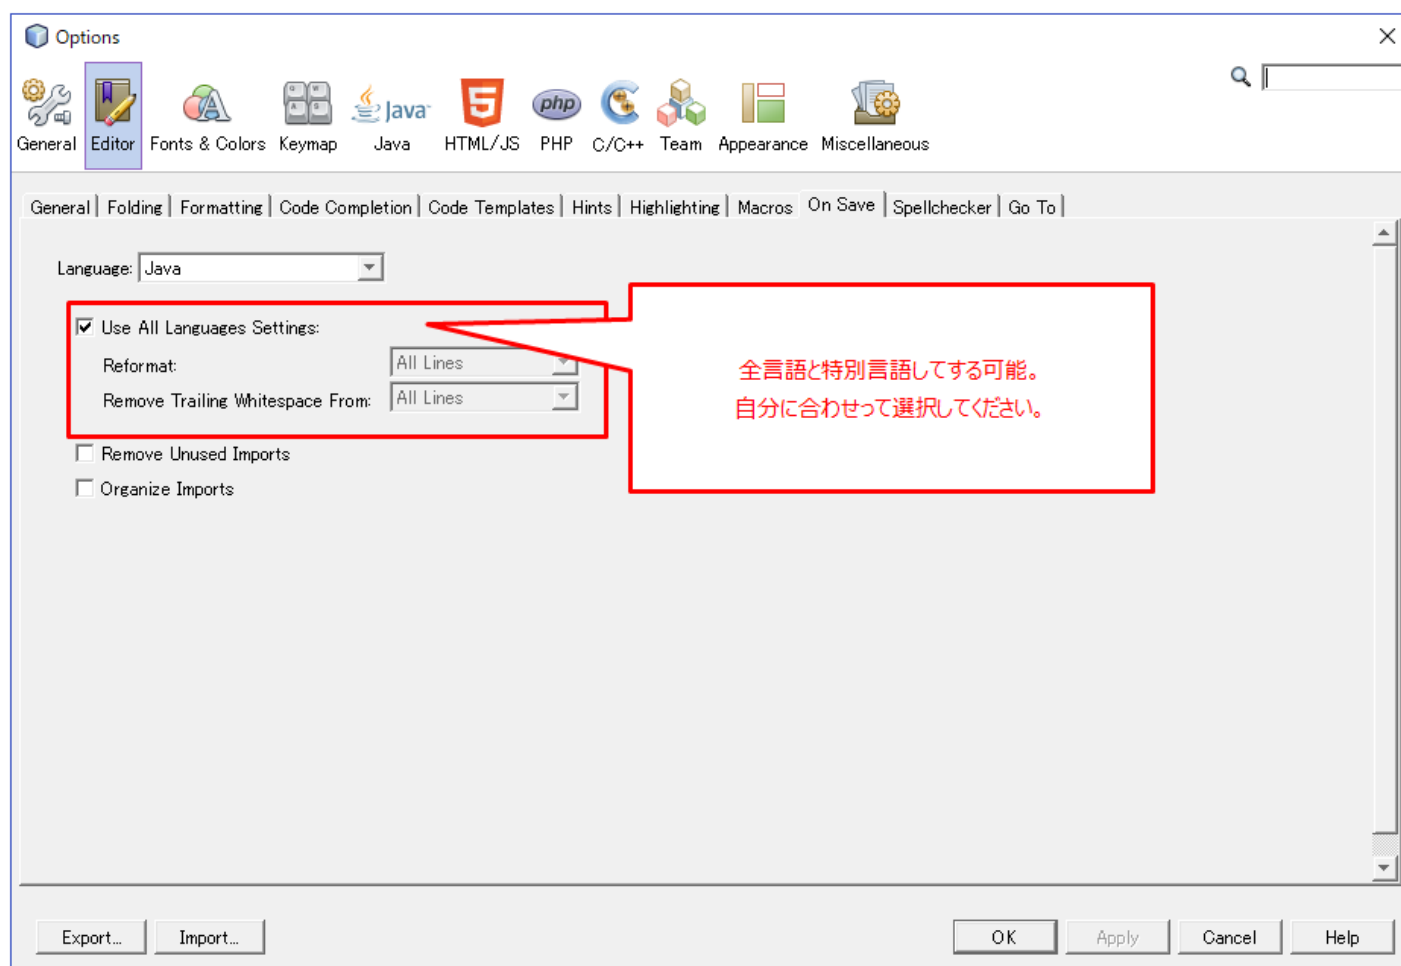 Options
General
Editor
Fonts & Colors
Keymap
Java
Java
HTML/JS
php
PHP
C/C++
Team
Appearance
Miscellaneous
General
Folding
Formatting
Code Completion
Code Templates
Hints
Highlighting
Macros
On Save
Spellchecker
Go To
Language: Java
Use All Languages Settings:
Reformat: All Lines
Remove Trailing Whitespace From: All Lines
Remove Unused Imports
Organize Imports
全言語と特別言語してする可能。
自分に合わせって選択してください。
Export...
Import...
OK
Apply
Cancel
Help